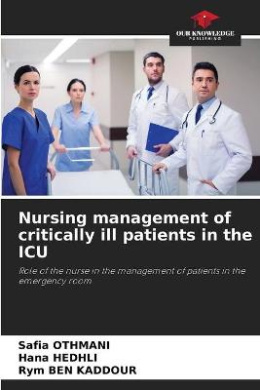 OUR KNOWLEDGE
PUBLISHING
Nursing management of
critically ill patients in the
ICU
Role of the nurse in the management of patients in the
emergency room
Safia OTHMANI
Hana HEDHLI
Rym BEN KADDOUR